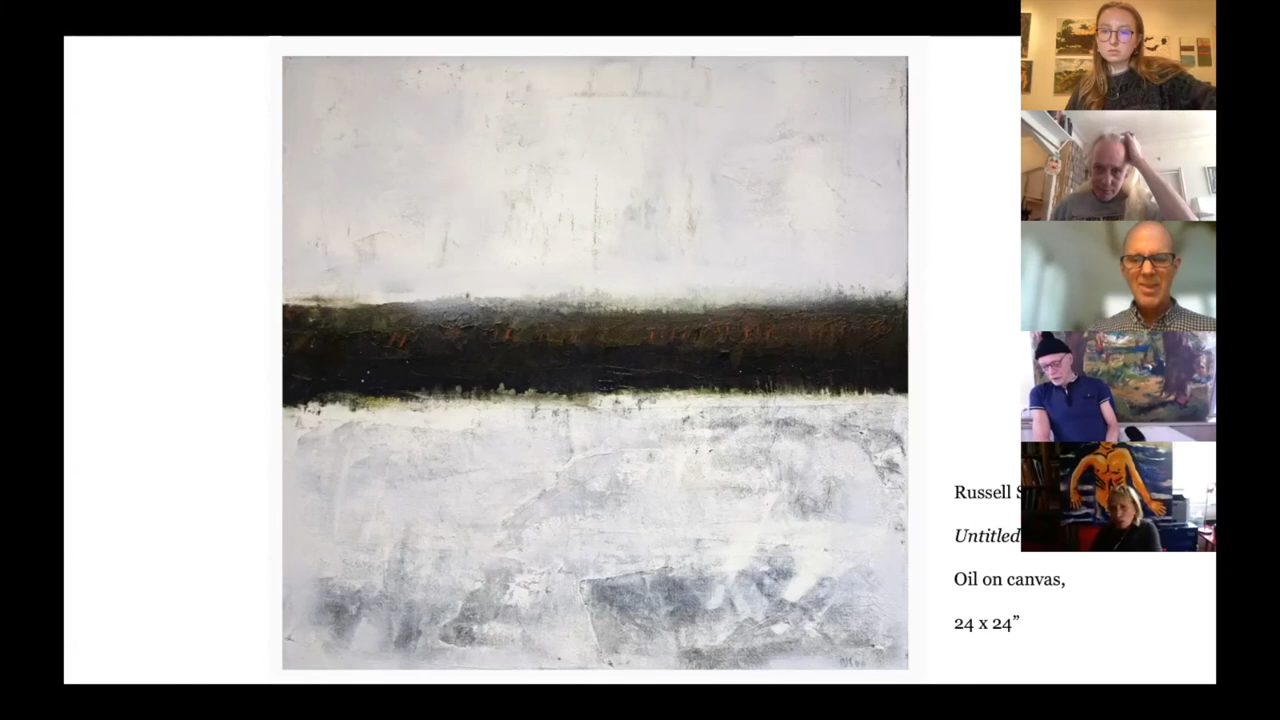 Russell S
Untitled
Oil on canvas,
24 x 24”